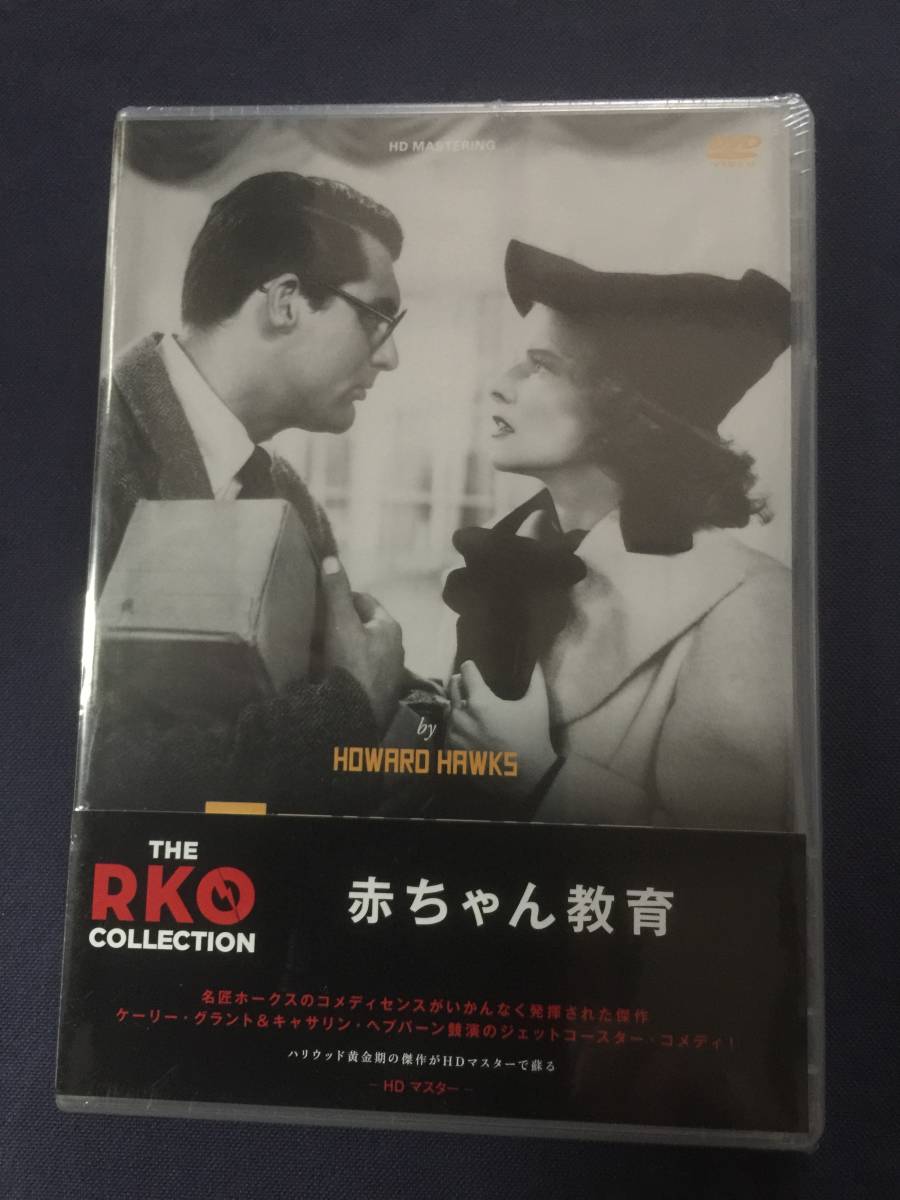 HD MASTERING
DVD
VIDEO
by
HOWARD HAWKS
THE
RKO
COLLECTION
赤ちゃん教育
名匠ホークスのコメディセンスがいかんなく発揮された傑作
ケーリー・グラント&キャサリン・ヘプバーン競演のジェットコースター・コメディ!
ハリウッド黄金期の傑作がHDマスターで蘇る
–HD マスター–